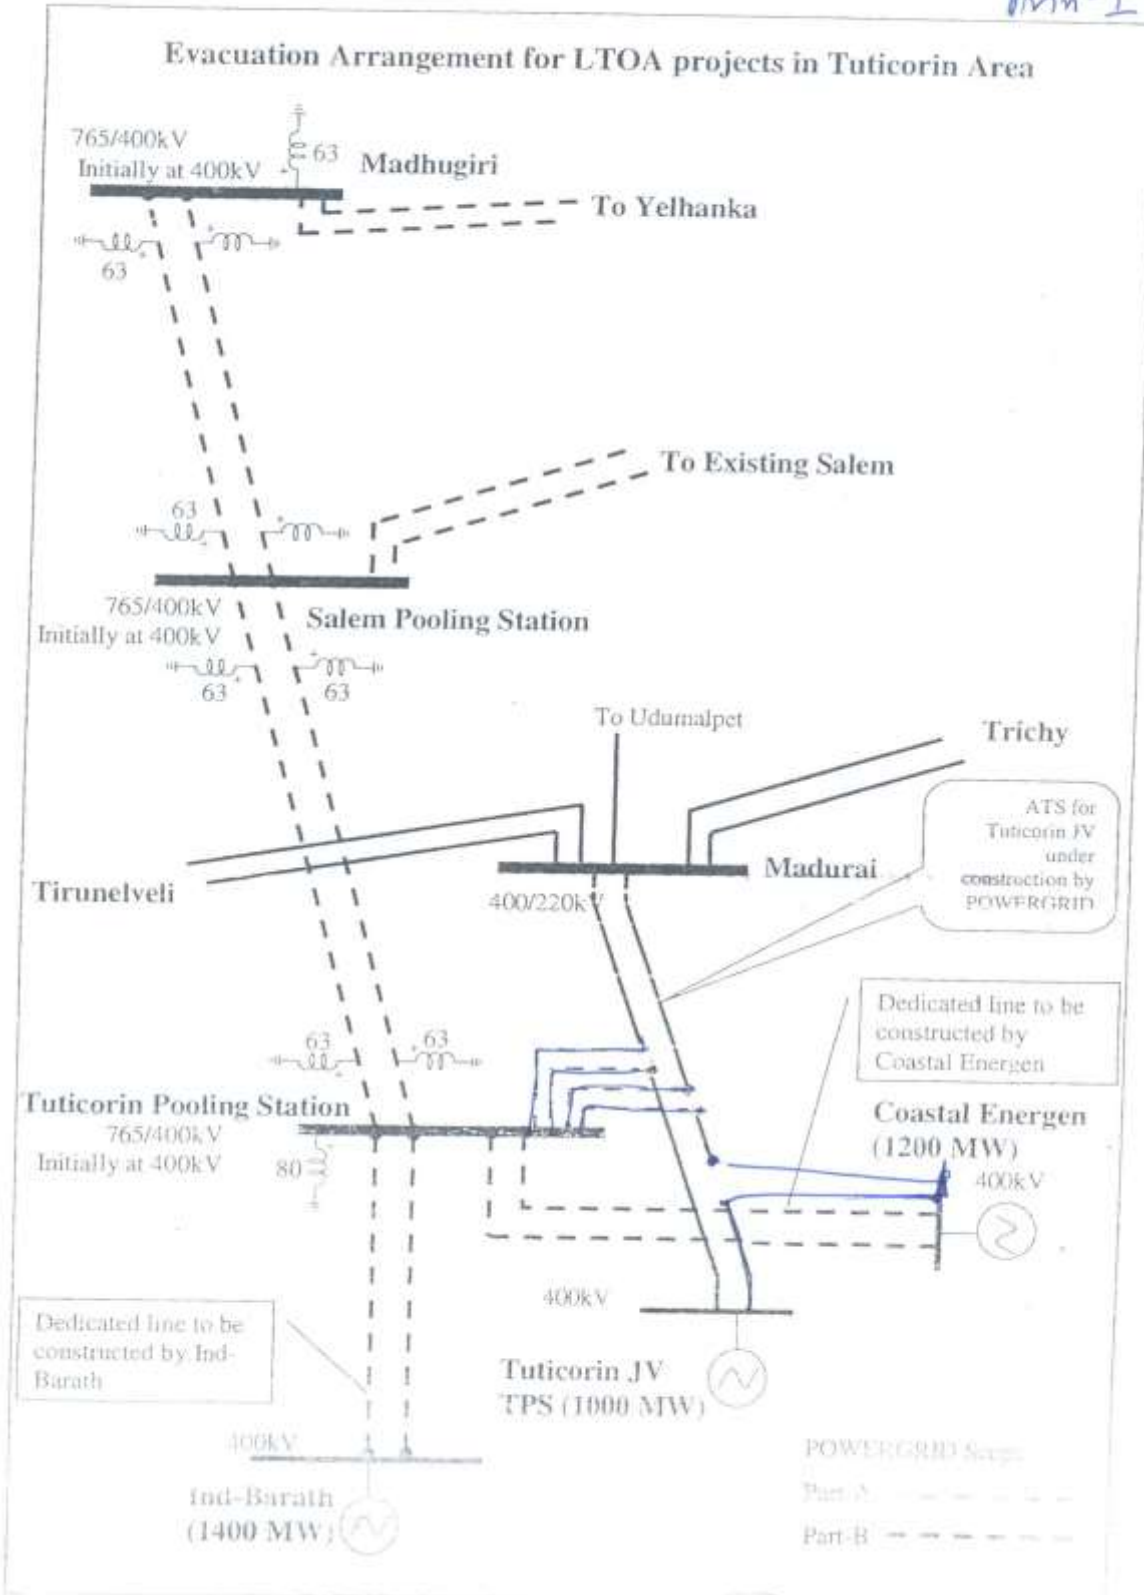 Evacuation Arrangement for LTOA projects in Tuticorin Area
765/400kV
Initially at 400kV
63
Madhugiri
To Yelhanka
63
To Existing Salem
63
765/400kV
Initially at 400kV
Salem Pooling Station
63
63
To Udumalpet
Trichy
ATS for
Tuticorin JV
under
construction by
POWERGRID
Madurai
Tirunelveli
400/220kV
Dedicated line to be
constructed by
Coastal Energen
63
63
Tuticorin Pooling Station
765/400kV
Initially at 400kV
80
Coastal Energen
(1200 MW)
400kV
400kV
Dedicated line to be
constructed by Ind-
Barath
Tuticorin JV
TPS (1000 MW)
400kV
Ind-Barath
(1400 MW)
POWERGRID
Part-A
Part-B